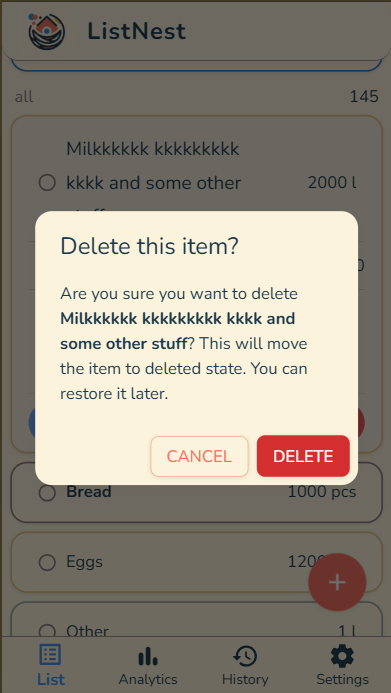 ListNest
all 145
Milkkkkkk kkkkkkkkk
kkkk and some other 2000 l
Delete this item?
Are you sure you want to delete
Milkkkkkk kkkkkkkkk kkkk and
some other stuff? This will move
the item to deleted state. You can
restore it later.
CANCEL DELETE
Bread 1000 pcs
Eggs
+
Other 1 l
List Analytics History Settings